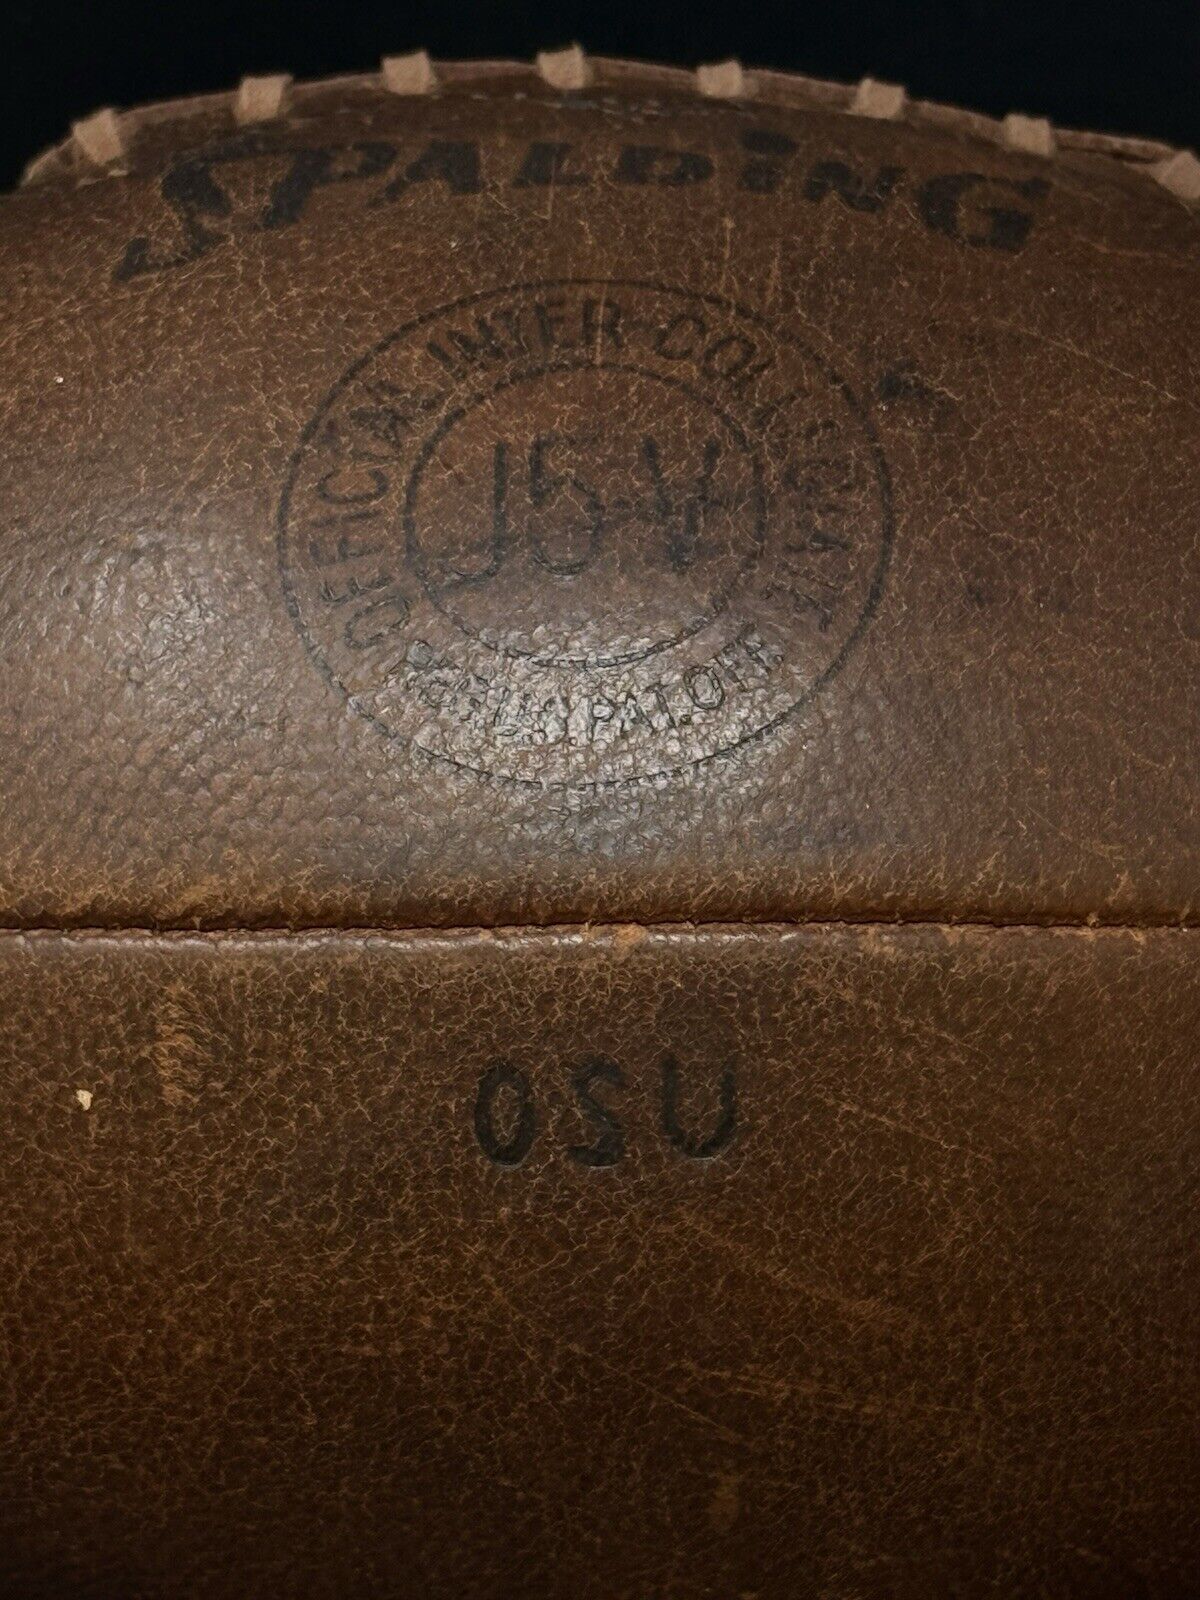 SPALDING
OFFICIAL INTER-COLLEGIATE
J5-V
REG. U.S. PAT. OFF.
OSU